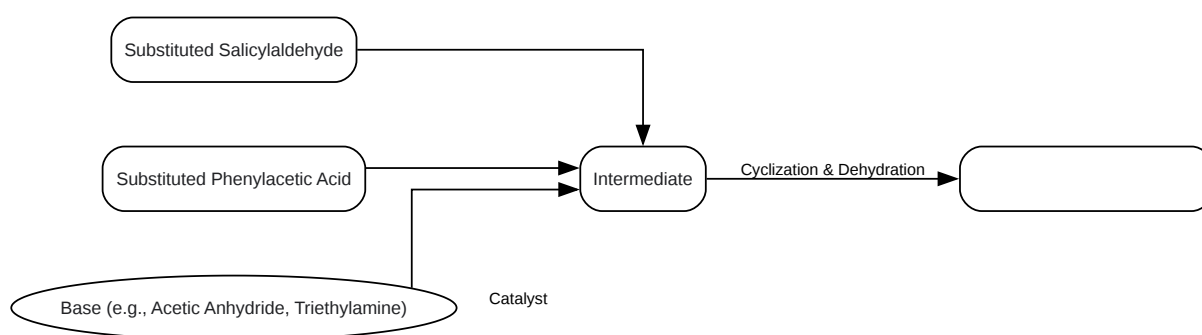 Substituted Salicylaldehyde
Substituted Phenylacetic Acid
Intermediate
Cyclization & Dehydration
Base (e.g., Acetic Anhydride, Triethylamine)
Catalyst